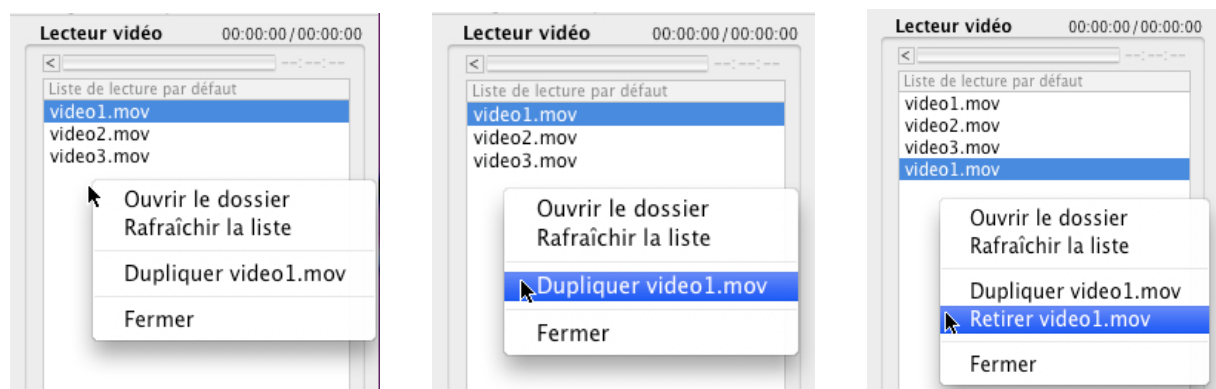 Lecteur vidéo 00:00:00/00:00:00
<
--:--:--
Liste de lecture par défaut
video1.mov
video2.mov
video3.mov
Ouvrir le dossier
Rafraîchir la liste
Dupliquer video1.mov
Fermer
Lecteur vidéo 00:00:00/00:00:00
<
--:--:--
Liste de lecture par défaut
video1.mov
video2.mov
video3.mov
Ouvrir le dossier
Rafraîchir la liste
Dupliquer video1.mov
Fermer
Lecteur vidéo 00:00:00/00:00:00
<
--:--:--
Liste de lecture par défaut
video1.mov
video2.mov
video3.mov
video1.mov
Ouvrir le dossier
Rafraîchir la liste
Dupliquer video1.mov
Retirer video1.mov
Fermer